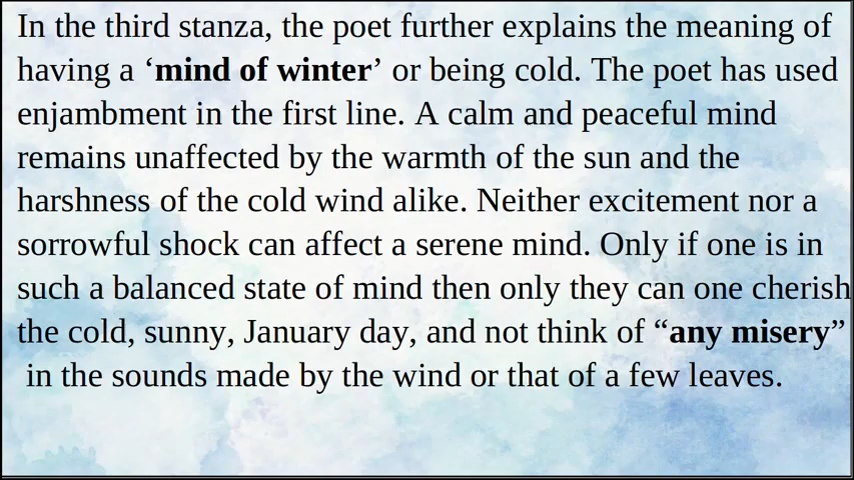 In the third stanza, the poet further explains the meaning of
having a ‘mind of winter’ or being cold. The poet has used
enjambment in the first line. A calm and peaceful mind
remains unaffected by the warmth of the sun and the
harshness of the cold wind alike. Neither excitement nor a
sorrowful shock can affect a serene mind. Only if one is in
such a balanced state of mind then only they can one cherish
the cold, sunny, January day, and not think of “any misery”
in the sounds made by the wind or that of a few leaves.